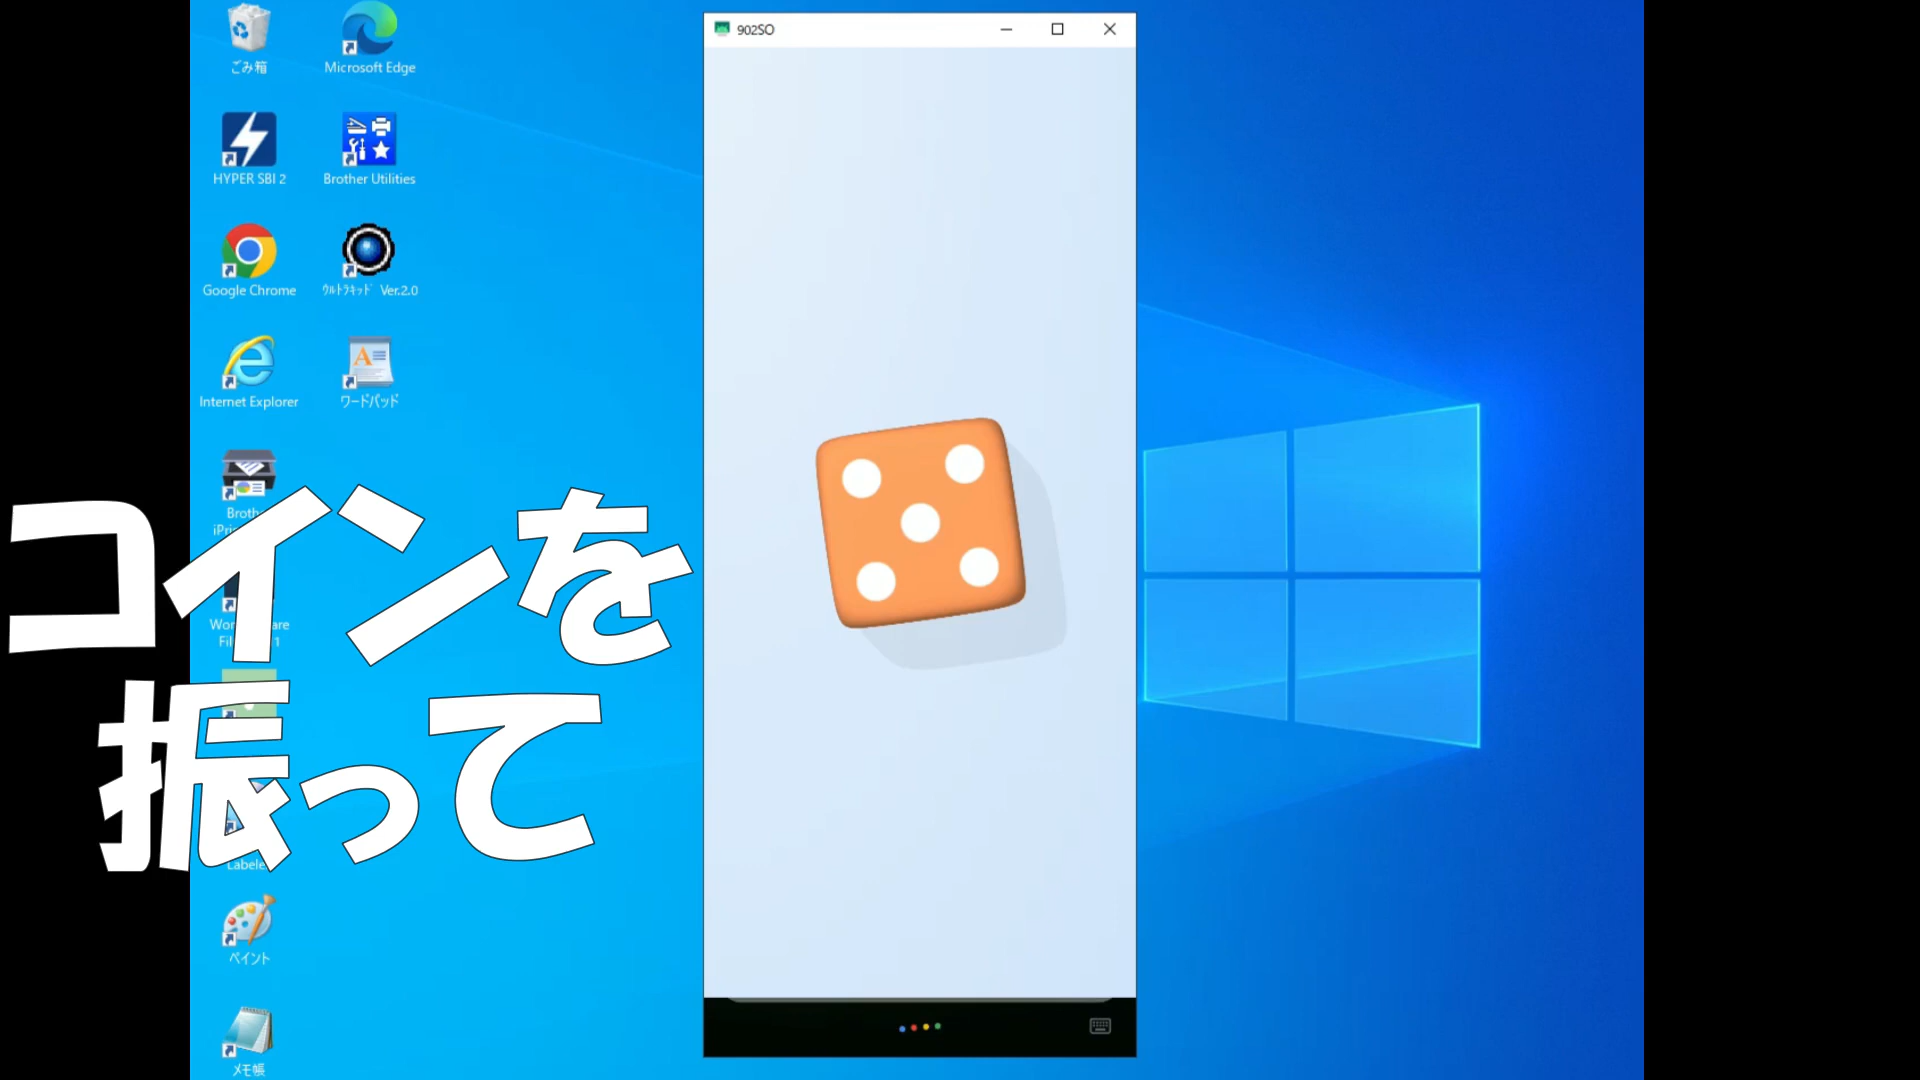 902SO
ごみ箱
Microsoft Edge
HYPER SBI 2
Brother Utilities
Google Chrome
ｳﾙﾄﾗｷｯﾄﾞ Ver.2.0
Internet Explorer
ワードパッド
コインを
振って
ペイント
メモ帳